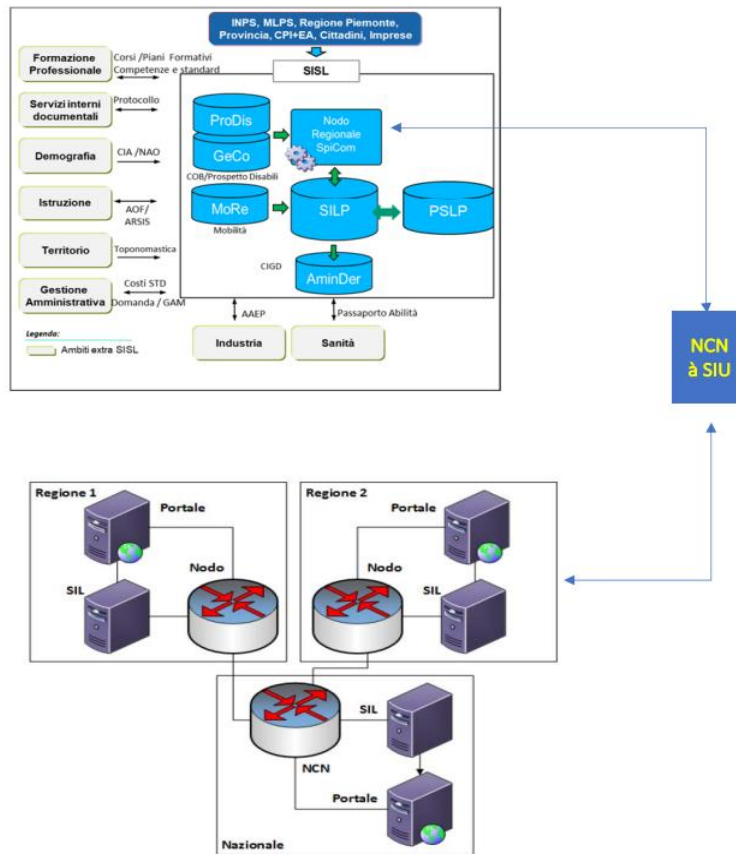 INPS, MLPS, Regione Piemonte,
Provincia, CPI+EA, Cittadini, Imprese
SISL
Formazione
Professionale
Corsi /Piani Formativi
Competenze e standard
Servizi interni
documentali
Protocollo
Demografia
CIA /NAO
Istruzione
AOF/
ARSIS
Territorio
Toponomastica
Gestione
Amministrativa
Costi STD
Domanda / GAM
Legenda:
Ambiti extra SISL
ProDis
GeCo
COB/Prospetto Disabili
Nodo
Regionale
SpiCom
MoRe
Mobilità
SILP
PSLP
CIGD
AminDer
AAEP
Passaporto Abilità
Industria
Sanità
NCN
à SIU
Regione 1
Portale
Nodo
SIL
Regione 2
Portale
Nodo
SIL
SIL
NCN
Portale
Nazionale